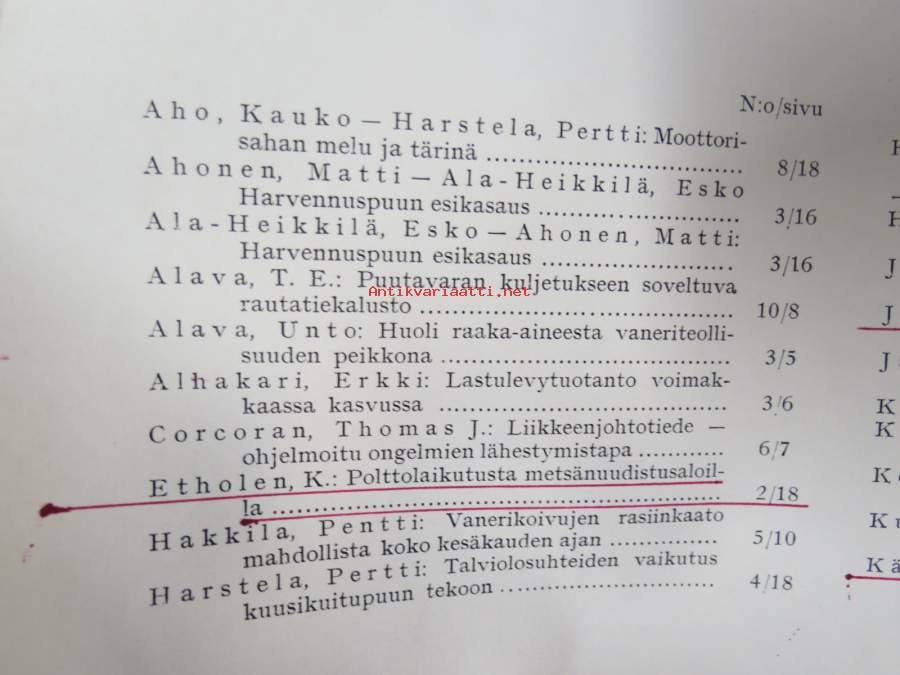 N:o/sivu
Aho, Kauko — Harstela, Pertti: Moottori-
sahan melu ja tärinä ........................ 8/18
Ahonen, Matti — Ala-Heikkilä, Esko
Harvennuspuun esikasaus ........................ 3/16
Ala-Heikkilä, Esko — Ahonen, Matti:
Harvennuspuun esikasaus ........................ 3/16
Alava, T. E.: Puutavaran kuljetukseen soveltuva
Antikvariaatti.net
rautatiekalusto ........................ 10/8
Alava, Unto: Huoli raaka-aineesta vaneriteolli-
suuden peikkona ........................ 3/5
Alhakari, Erkki: Lastulevytuotanto voimak-
kaassa kasvussa ........................ 3/6
Corcoran, Thomas J.: Liikkeenjohtotiede —
ohjelmoitu ongelmien lähestymistapa ............ 6/7
Etholen, K.: Polttolaikutusta metsänuudistusaloil-
la ........................ 2/18
Hakkila, Pentti: Vanerikoivujen rasiinkaato
mahdollista koko kesäkauden ajan ............... 5/10
Harstela, Pertti: Talviolosuhteiden vaikutus
kuusikuitupuun tekoon ........................ 4/18
H
H
J
J
J
K
K
K
K
Kä